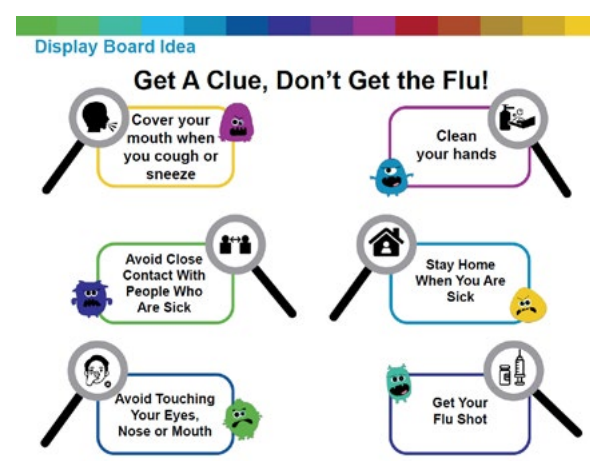 Display Board Idea
Get A Clue, Don't Get the Flu!
Cover your
mouth when
you cough or
sneeze
Clean
your hands
Avoid Close
Contact With
People Who
Are Sick
Stay Home
When You Are
Sick
Avoid Touching
Your Eyes,
Nose or Mouth
Get Your
Flu Shot